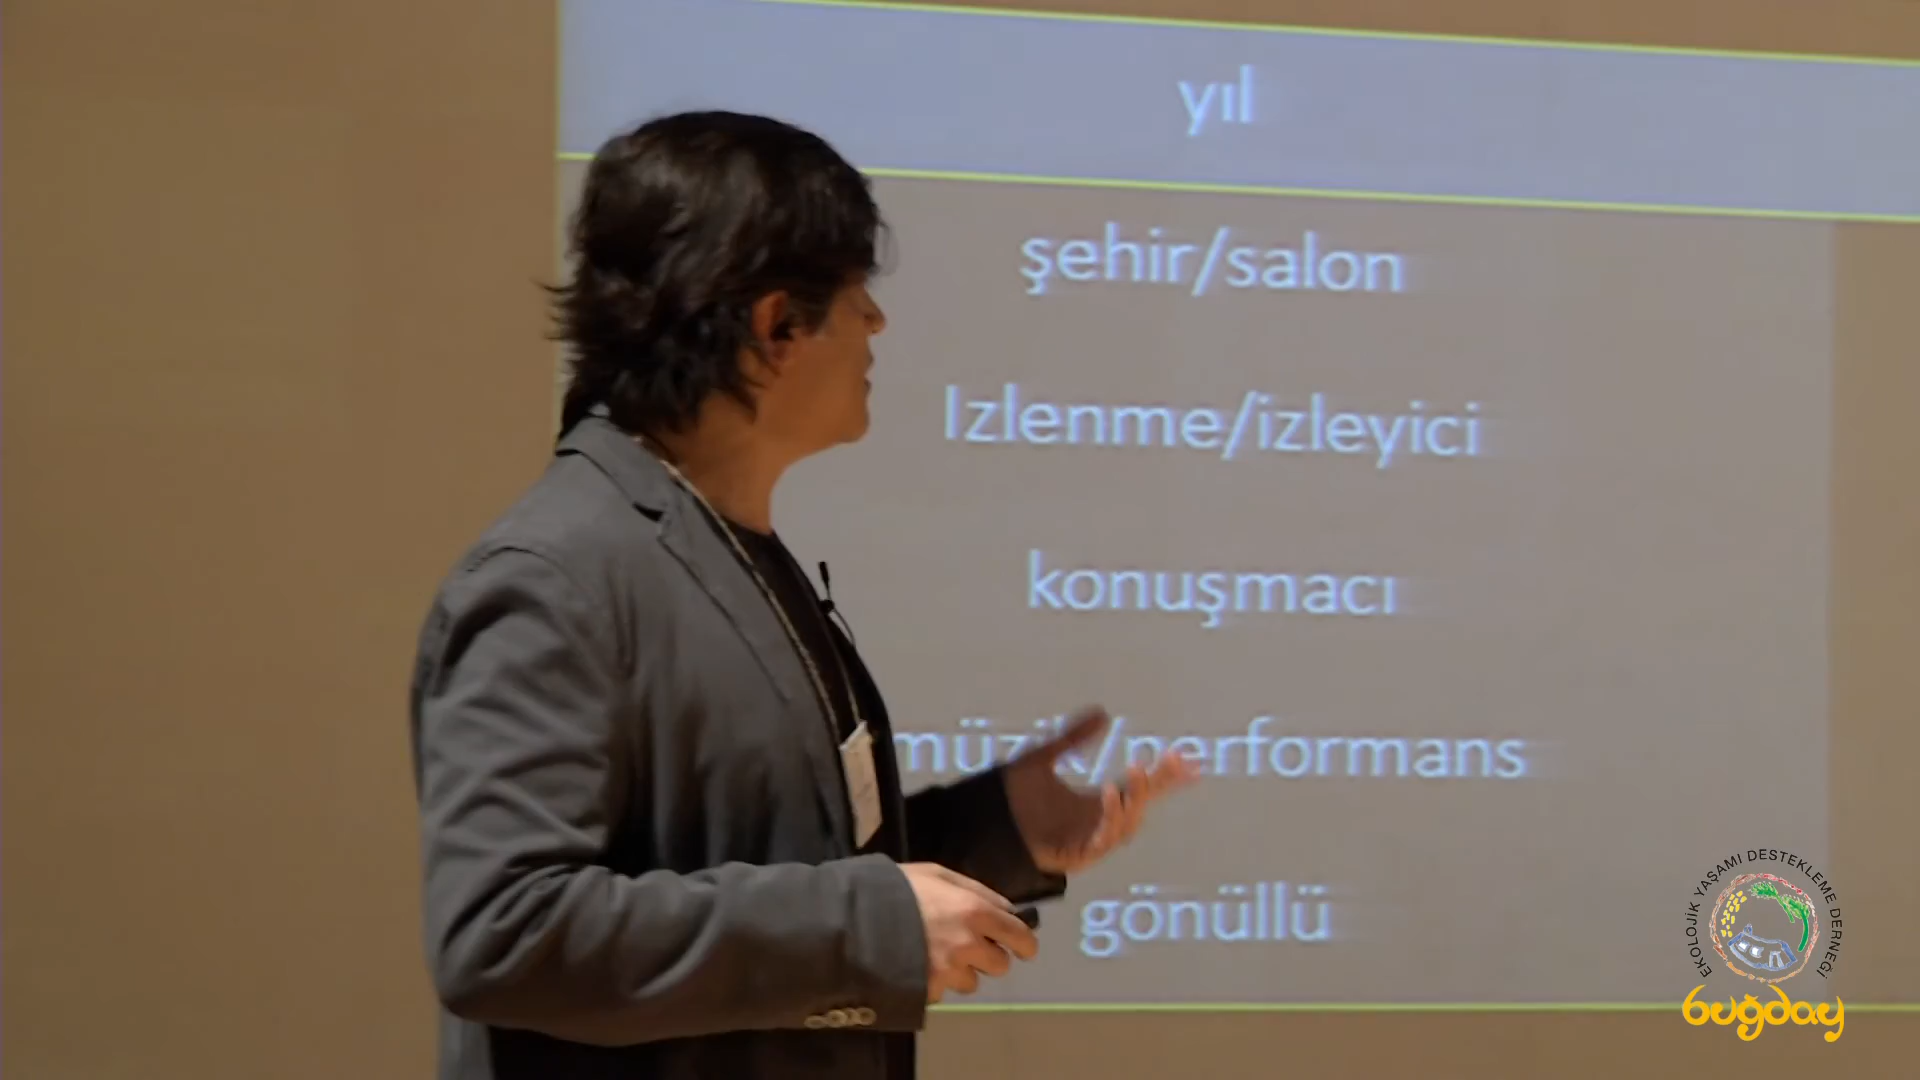 yıl
şehir/salon
Izlenme/izleyici
konuşmacı
müzik/performans
gönüllü
EKOLOJİK YAŞAMI DESTEKLEME DERNEĞİ
buğday